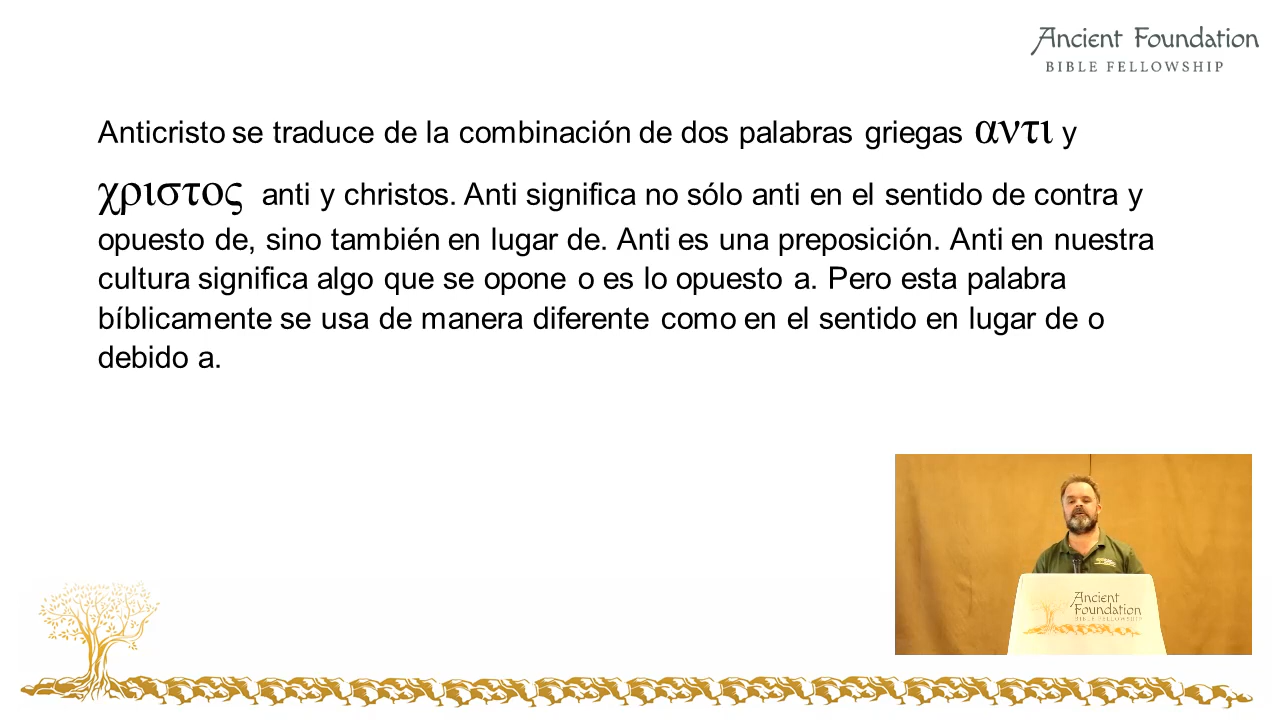 Ancient Foundation
BIBLE FELLOWSHIP
Anticristo se traduce de la combinación de dos palabras griegas αντι y
χριστος anti y christos. Anti significa no sólo anti en el sentido de contra y
opuesto de, sino también en lugar de. Anti es una preposición. Anti en nuestra
cultura significa algo que se opone o es lo opuesto a. Pero esta palabra
bíblicamente se usa de manera diferente como en el sentido en lugar de o
debido a.
Ancient
Foundation
BIBLE FELLOWSHIP